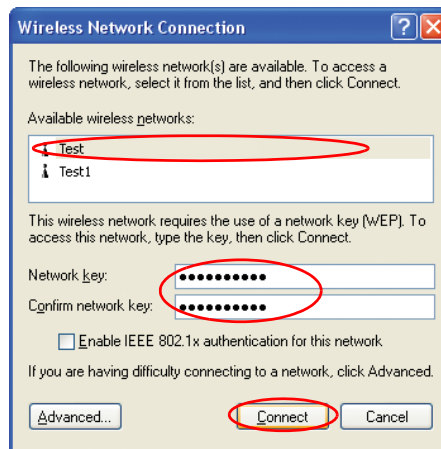 Wireless Network Connection
The following wireless network(s) are available. To access a
wireless network, select it from the list, and then click Connect.
Available wireless networks:
Test
Test1
This wireless network requires the use of a network key (WEP). To
access this network, type the key, then click Connect.
Network key: ●●●●●●●●●●
Confirm network key: ●●●●●●●●●●
Enable IEEE 802.1x authentication for this network
If you are having difficulty connecting to a network, click Advanced.
Advanced... Connect Cancel